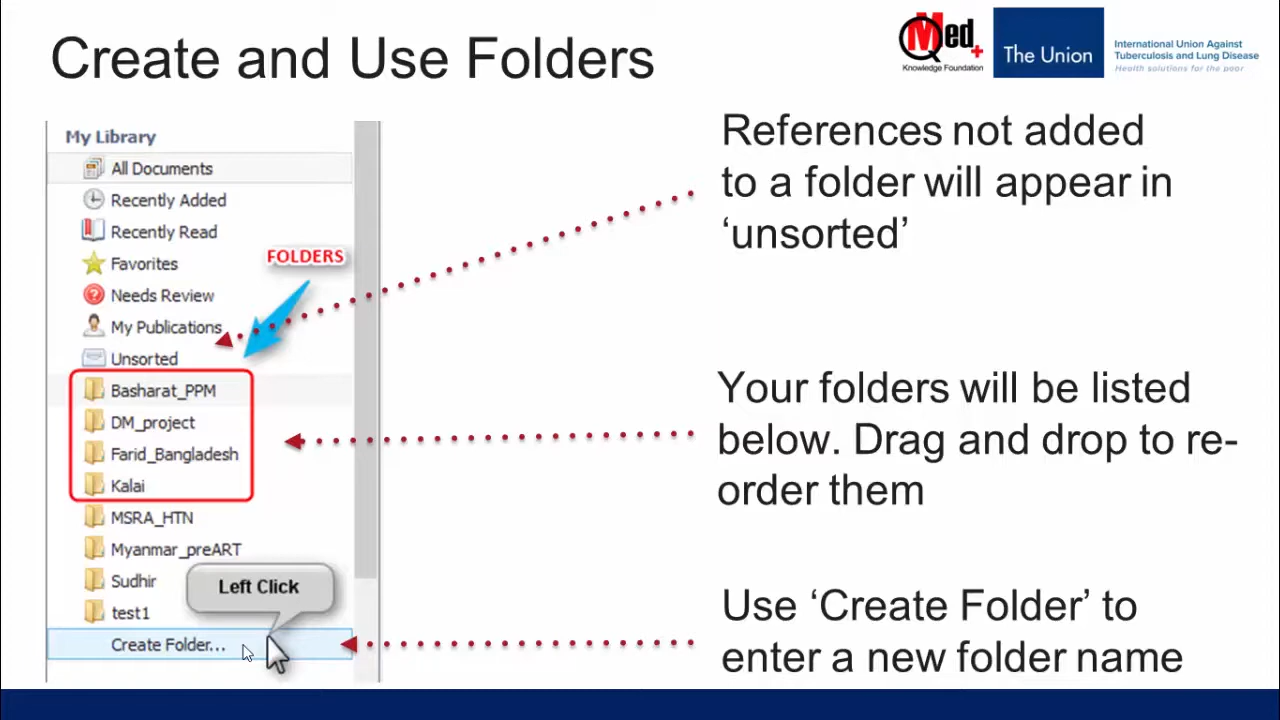 Create and Use Folders
QMed+
Knowledge Foundation
The Union
International Union Against
Tuberculosis and Lung Disease
Health solutions for the poor
My Library
All Documents
Recently Added
Recently Read
Favorites
Needs Review
My Publications
Unsorted
Basharat_PPM
DM_project
Farid_Bangladesh
Kalai
MSRA_HTN
Myanmar_preART
Sudhir
test1
Create Folder...
FOLDERS
Left Click
References not added
to a folder will appear in
‘unsorted’
Your folders will be listed
below. Drag and drop to re-
order them
Use ‘Create Folder’ to
enter a new folder name